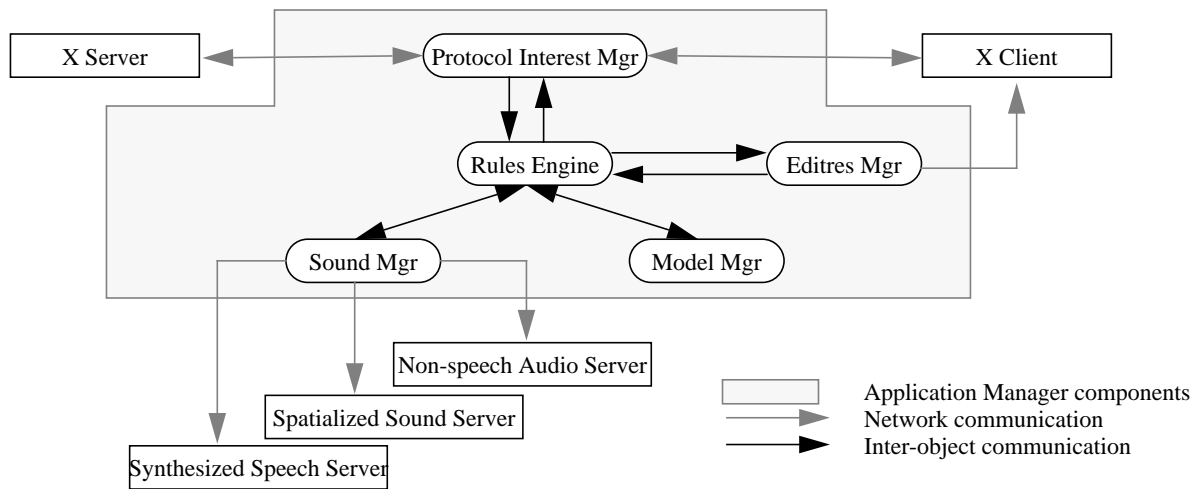 X Server
Protocol Interest Mgr
X Client
Rules Engine
Editres Mgr
Sound Mgr
Model Mgr
Non-speech Audio Server
Spatialized Sound Server
Synthesized Speech Server
Application Manager components
Network communication
Inter-object communication